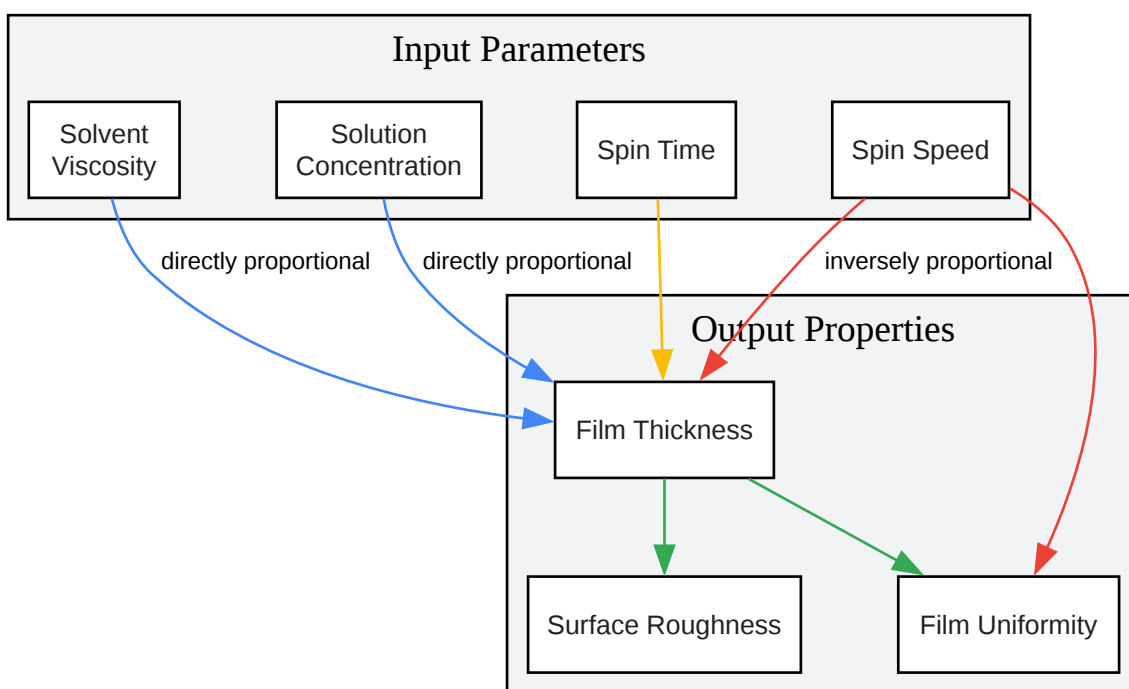 Input Parameters
Solvent
Viscosity
Solution
Concentration
Spin Time
Spin Speed
directly proportional
directly proportional
inversely proportional
Output Properties
Film Thickness
Surface Roughness
Film Uniformity